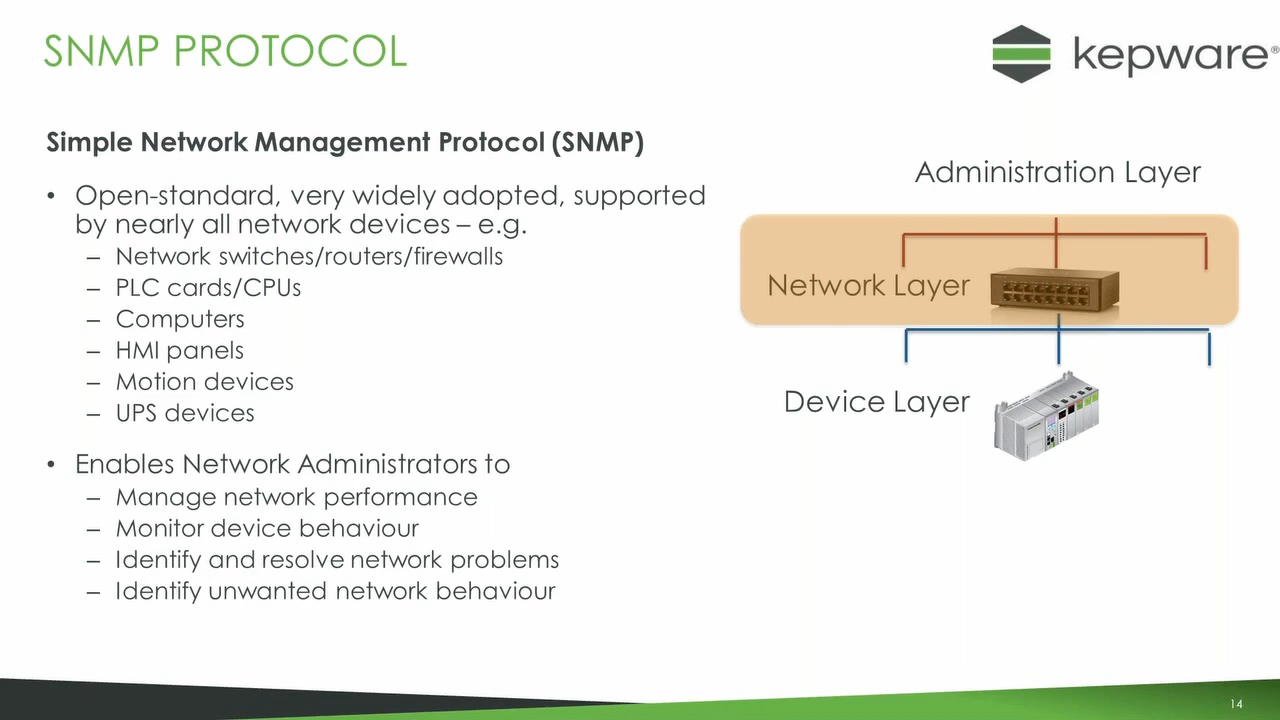 SNMP PROTOCOL
kepware®
Simple Network Management Protocol (SNMP)
• Open-standard, very widely adopted, supported
by nearly all network devices – e.g.
– Network switches/routers/firewalls
– PLC cards/CPUs
– Computers
– HMI panels
– Motion devices
– UPS devices
• Enables Network Administrators to
– Manage network performance
– Monitor device behaviour
– Identify and resolve network problems
– Identify unwanted network behaviour
Administration Layer
Network Layer
Device Layer
14